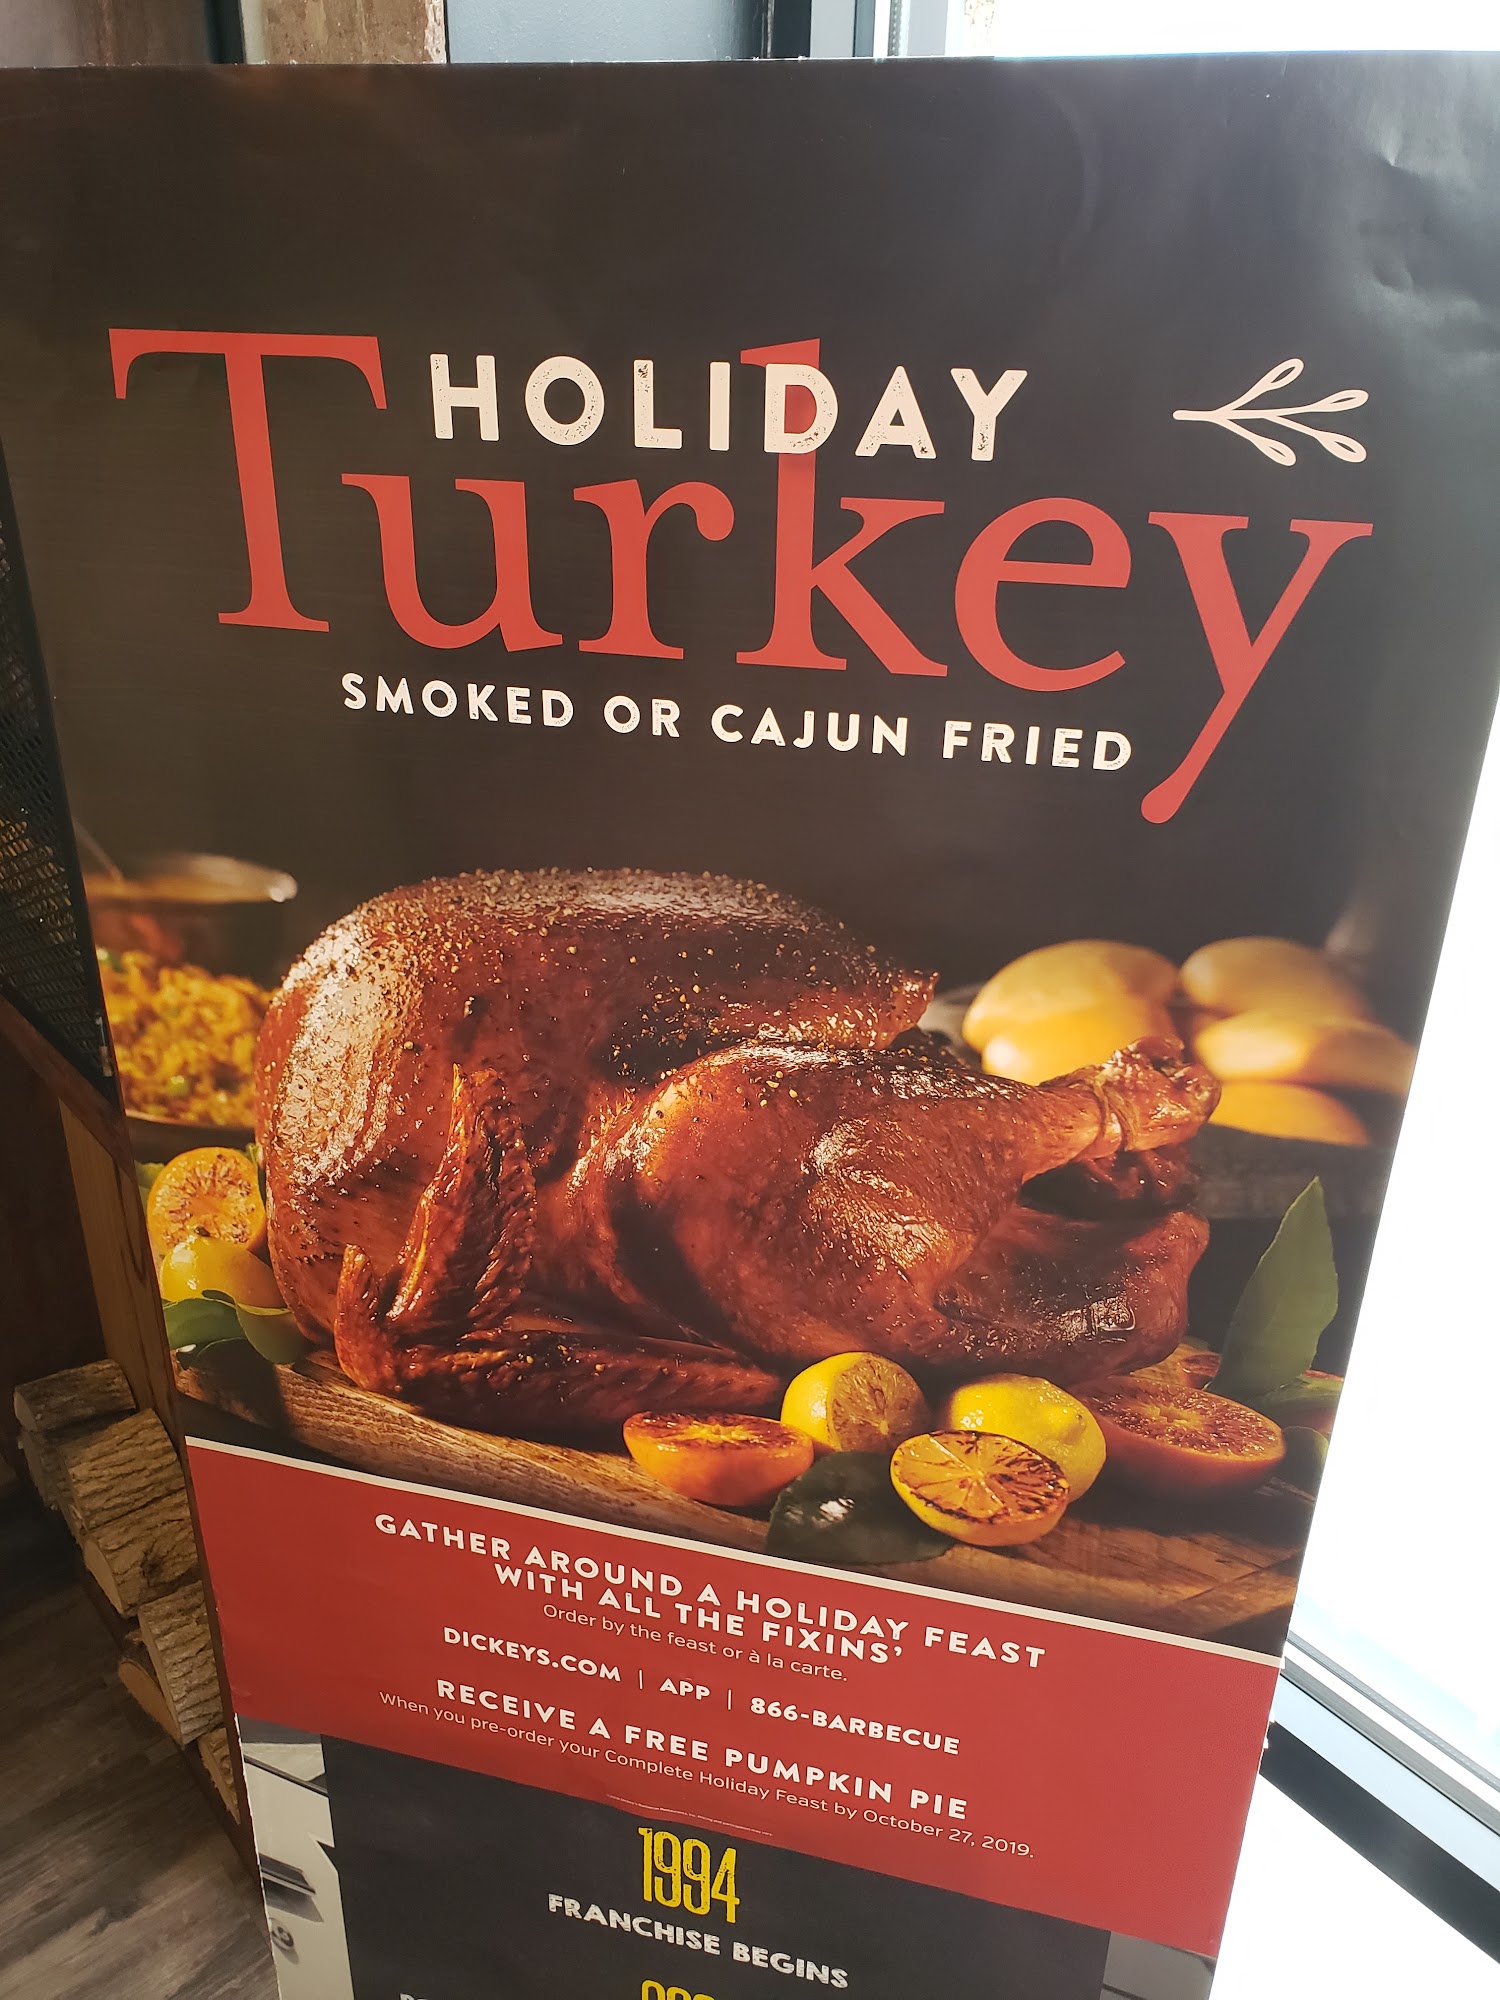 HOLIDAY
Turkey
SMOKED OR CAJUN FRIED
GATHER AROUND A HOLIDAY FEAST
WITH ALL THE FIXINS'
Order by the feast or à la carte.
DICKEYS.COM | APP | 866-BARBECUE
RECEIVE A FREE PUMPKIN PIE
When you pre-order your Complete Holiday Feast by October 27, 2019.
1994
FRANCHISE BEGINS